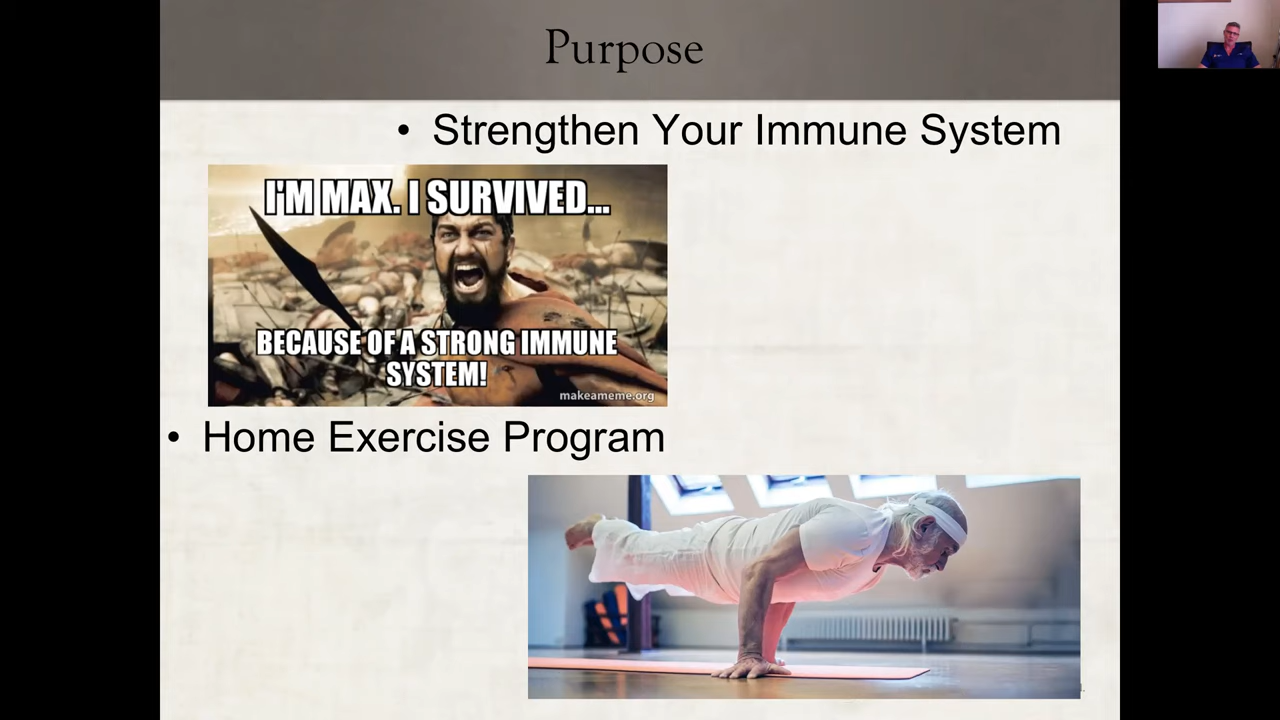 Purpose
• Strengthen Your Immune System
I'M MAX. I SURVIVED...
BECAUSE OF A STRONG IMMUNE
SYSTEM!
makeameme.org
• Home Exercise Program